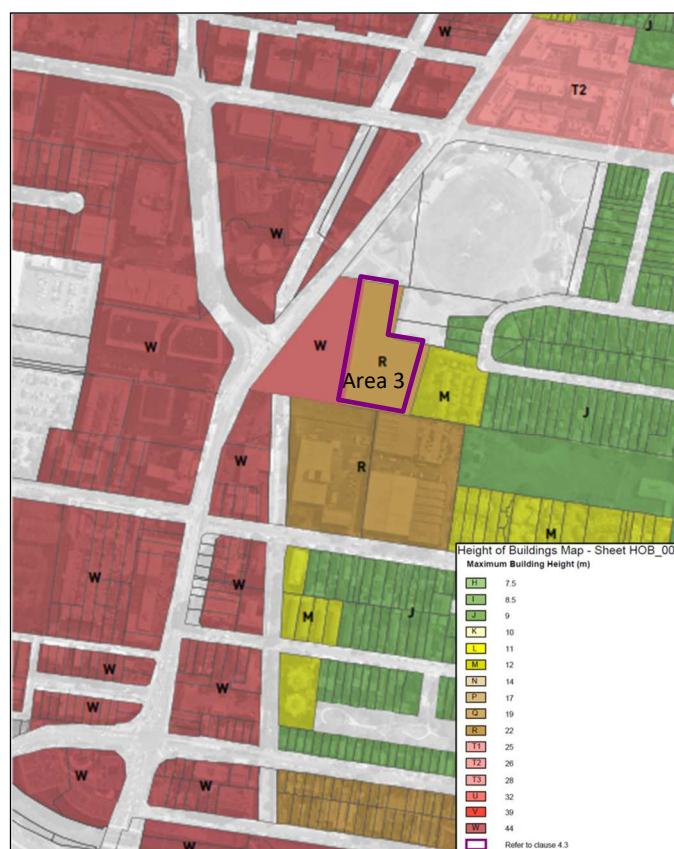 J
W
T2
W
W
W
R
Area 3
M
J
W
R
M
W
W
M
J
W
W
W
W
W
W
Height of Buildings Map - Sheet HOB_00
Maximum Building Height (m)
H 7.5
I 8.5
J 9
K 10
L 11
M 12
N 14
P 17
Q 19
R 22
T1 25
T2 26
T3 28
U 32
V 39
W 44
Refer to clause 4.3